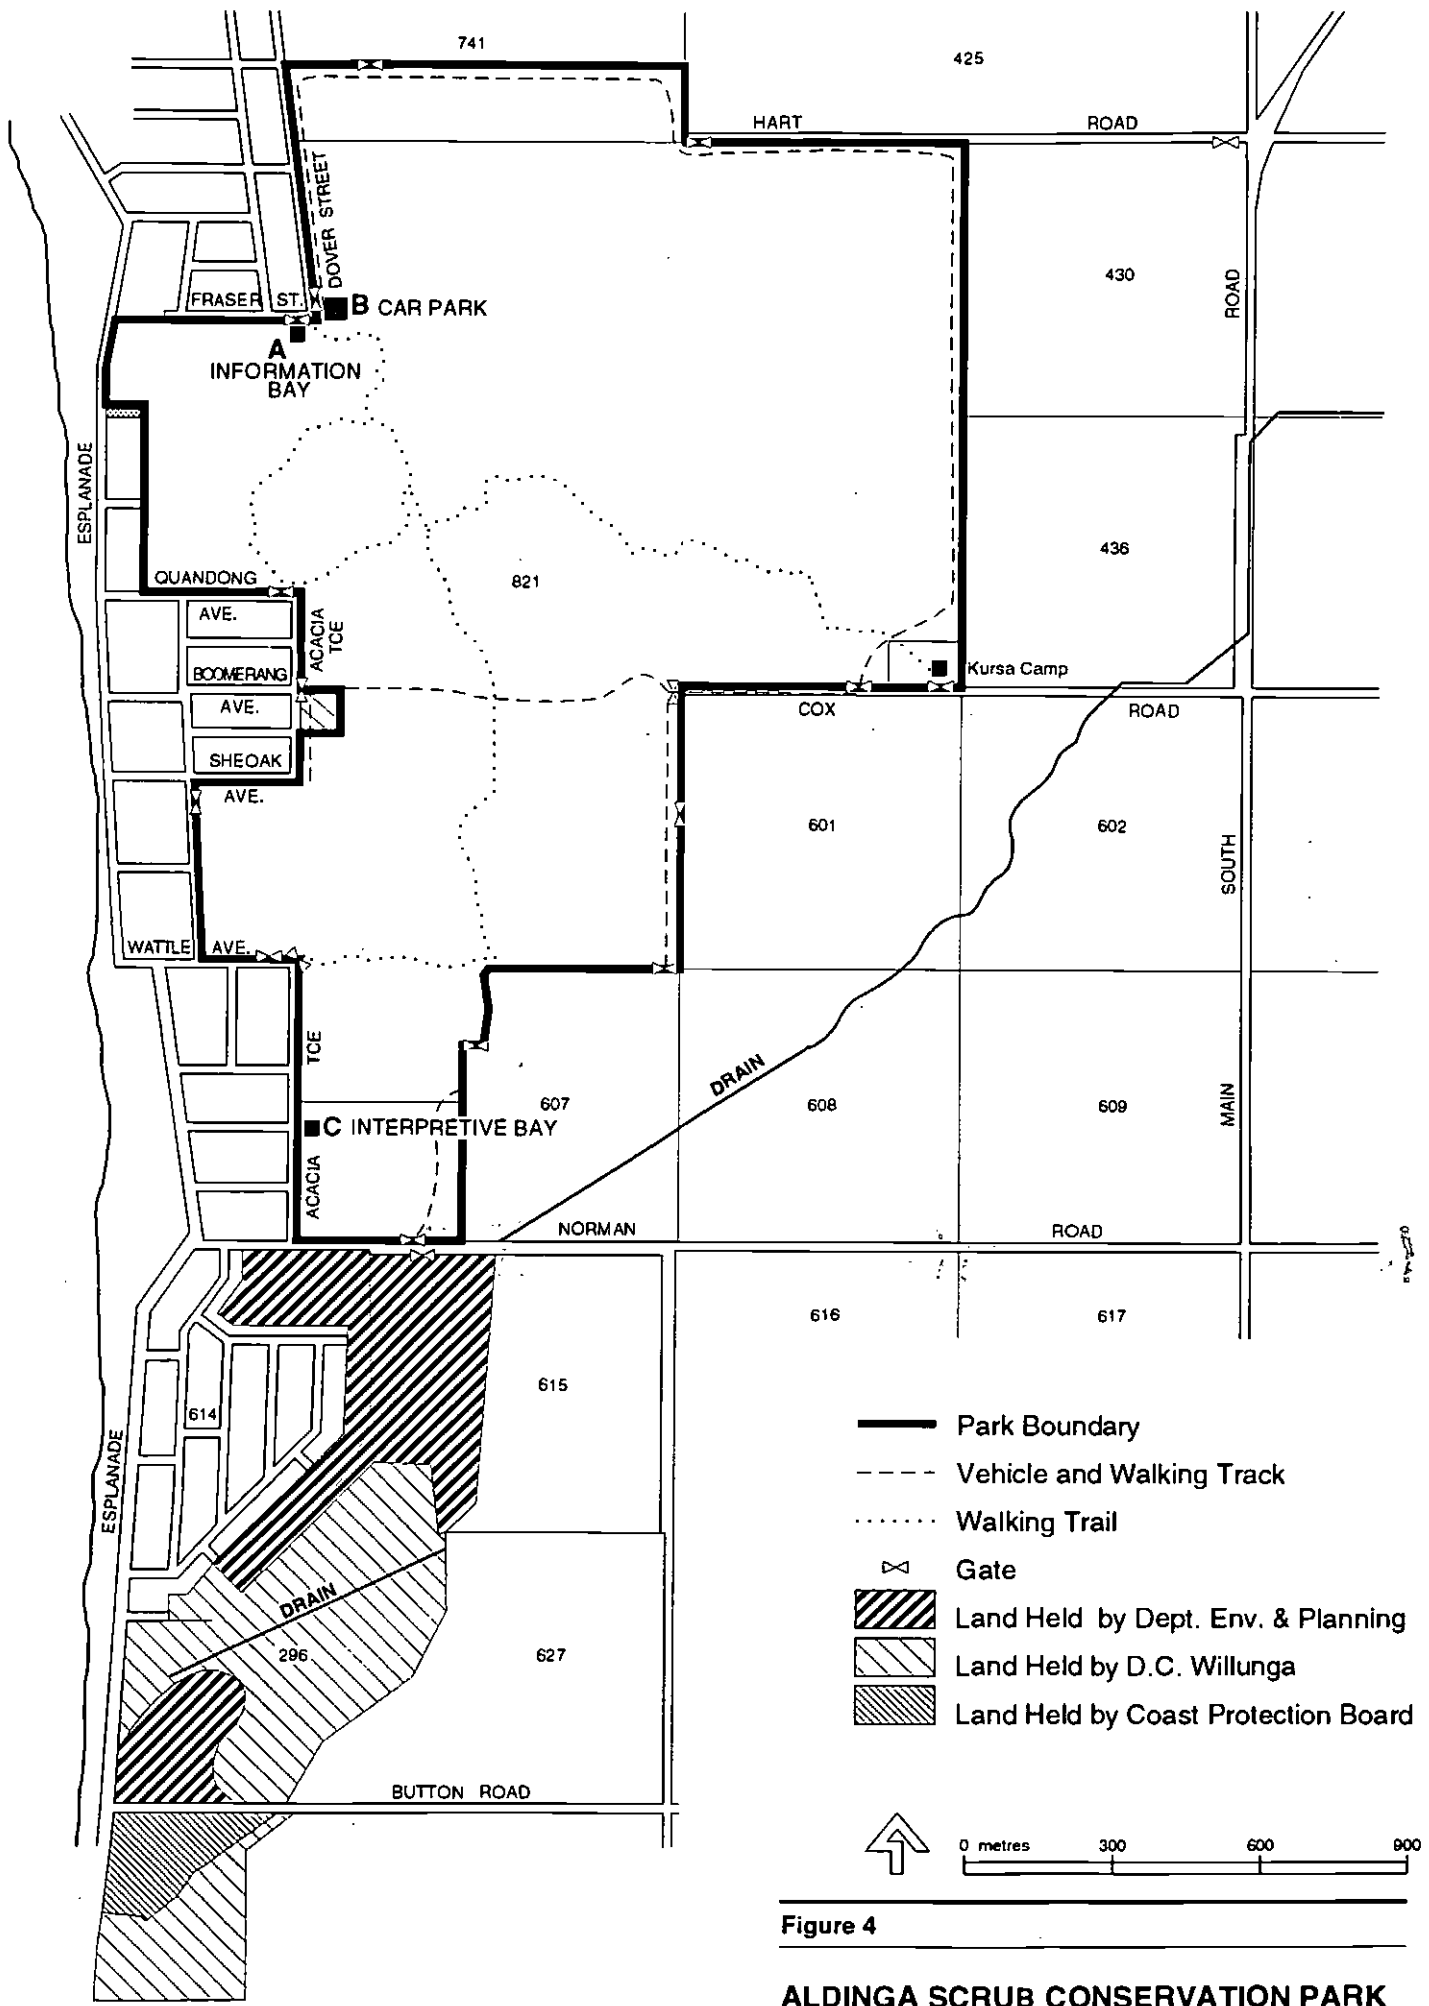 741
425
HART ROAD
DOVER STREET
430
ROAD
FRASER ST.
B CAR PARK
A
INFORMATION
BAY
ESPLANADE
436
QUANDONG
AVE.
821
ACACIA
TCE
BOOMERANG
AVE.
Kursa Camp
COX ROAD
SHEOAK
AVE.
601
602
SOUTH
WATTLE AVE.
TCE
DRAIN
607
608
609
MAIN
C INTERPRETIVE BAY
ACACIA
NORMAN ROAD
616
617
615
614
ESPLANADE
Park Boundary
Vehicle and Walking Track
Walking Trail
Gate
Land Held by Dept. Env. & Planning
Land Held by D.C. Willunga
Land Held by Coast Protection Board
DRAIN
296
627
BUTTON ROAD
0 metres 300 600 900
Figure 4
ALDINGA SCRUB CONSERVATION PARK